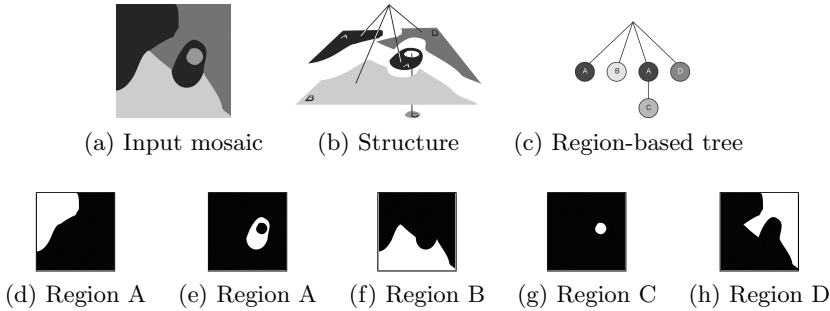 A D
A
B
C
A B A D
C
(a) Input mosaic (b) Structure (c) Region-based tree
(d) Region A (e) Region A (f) Region B (g) Region C (h) Region D